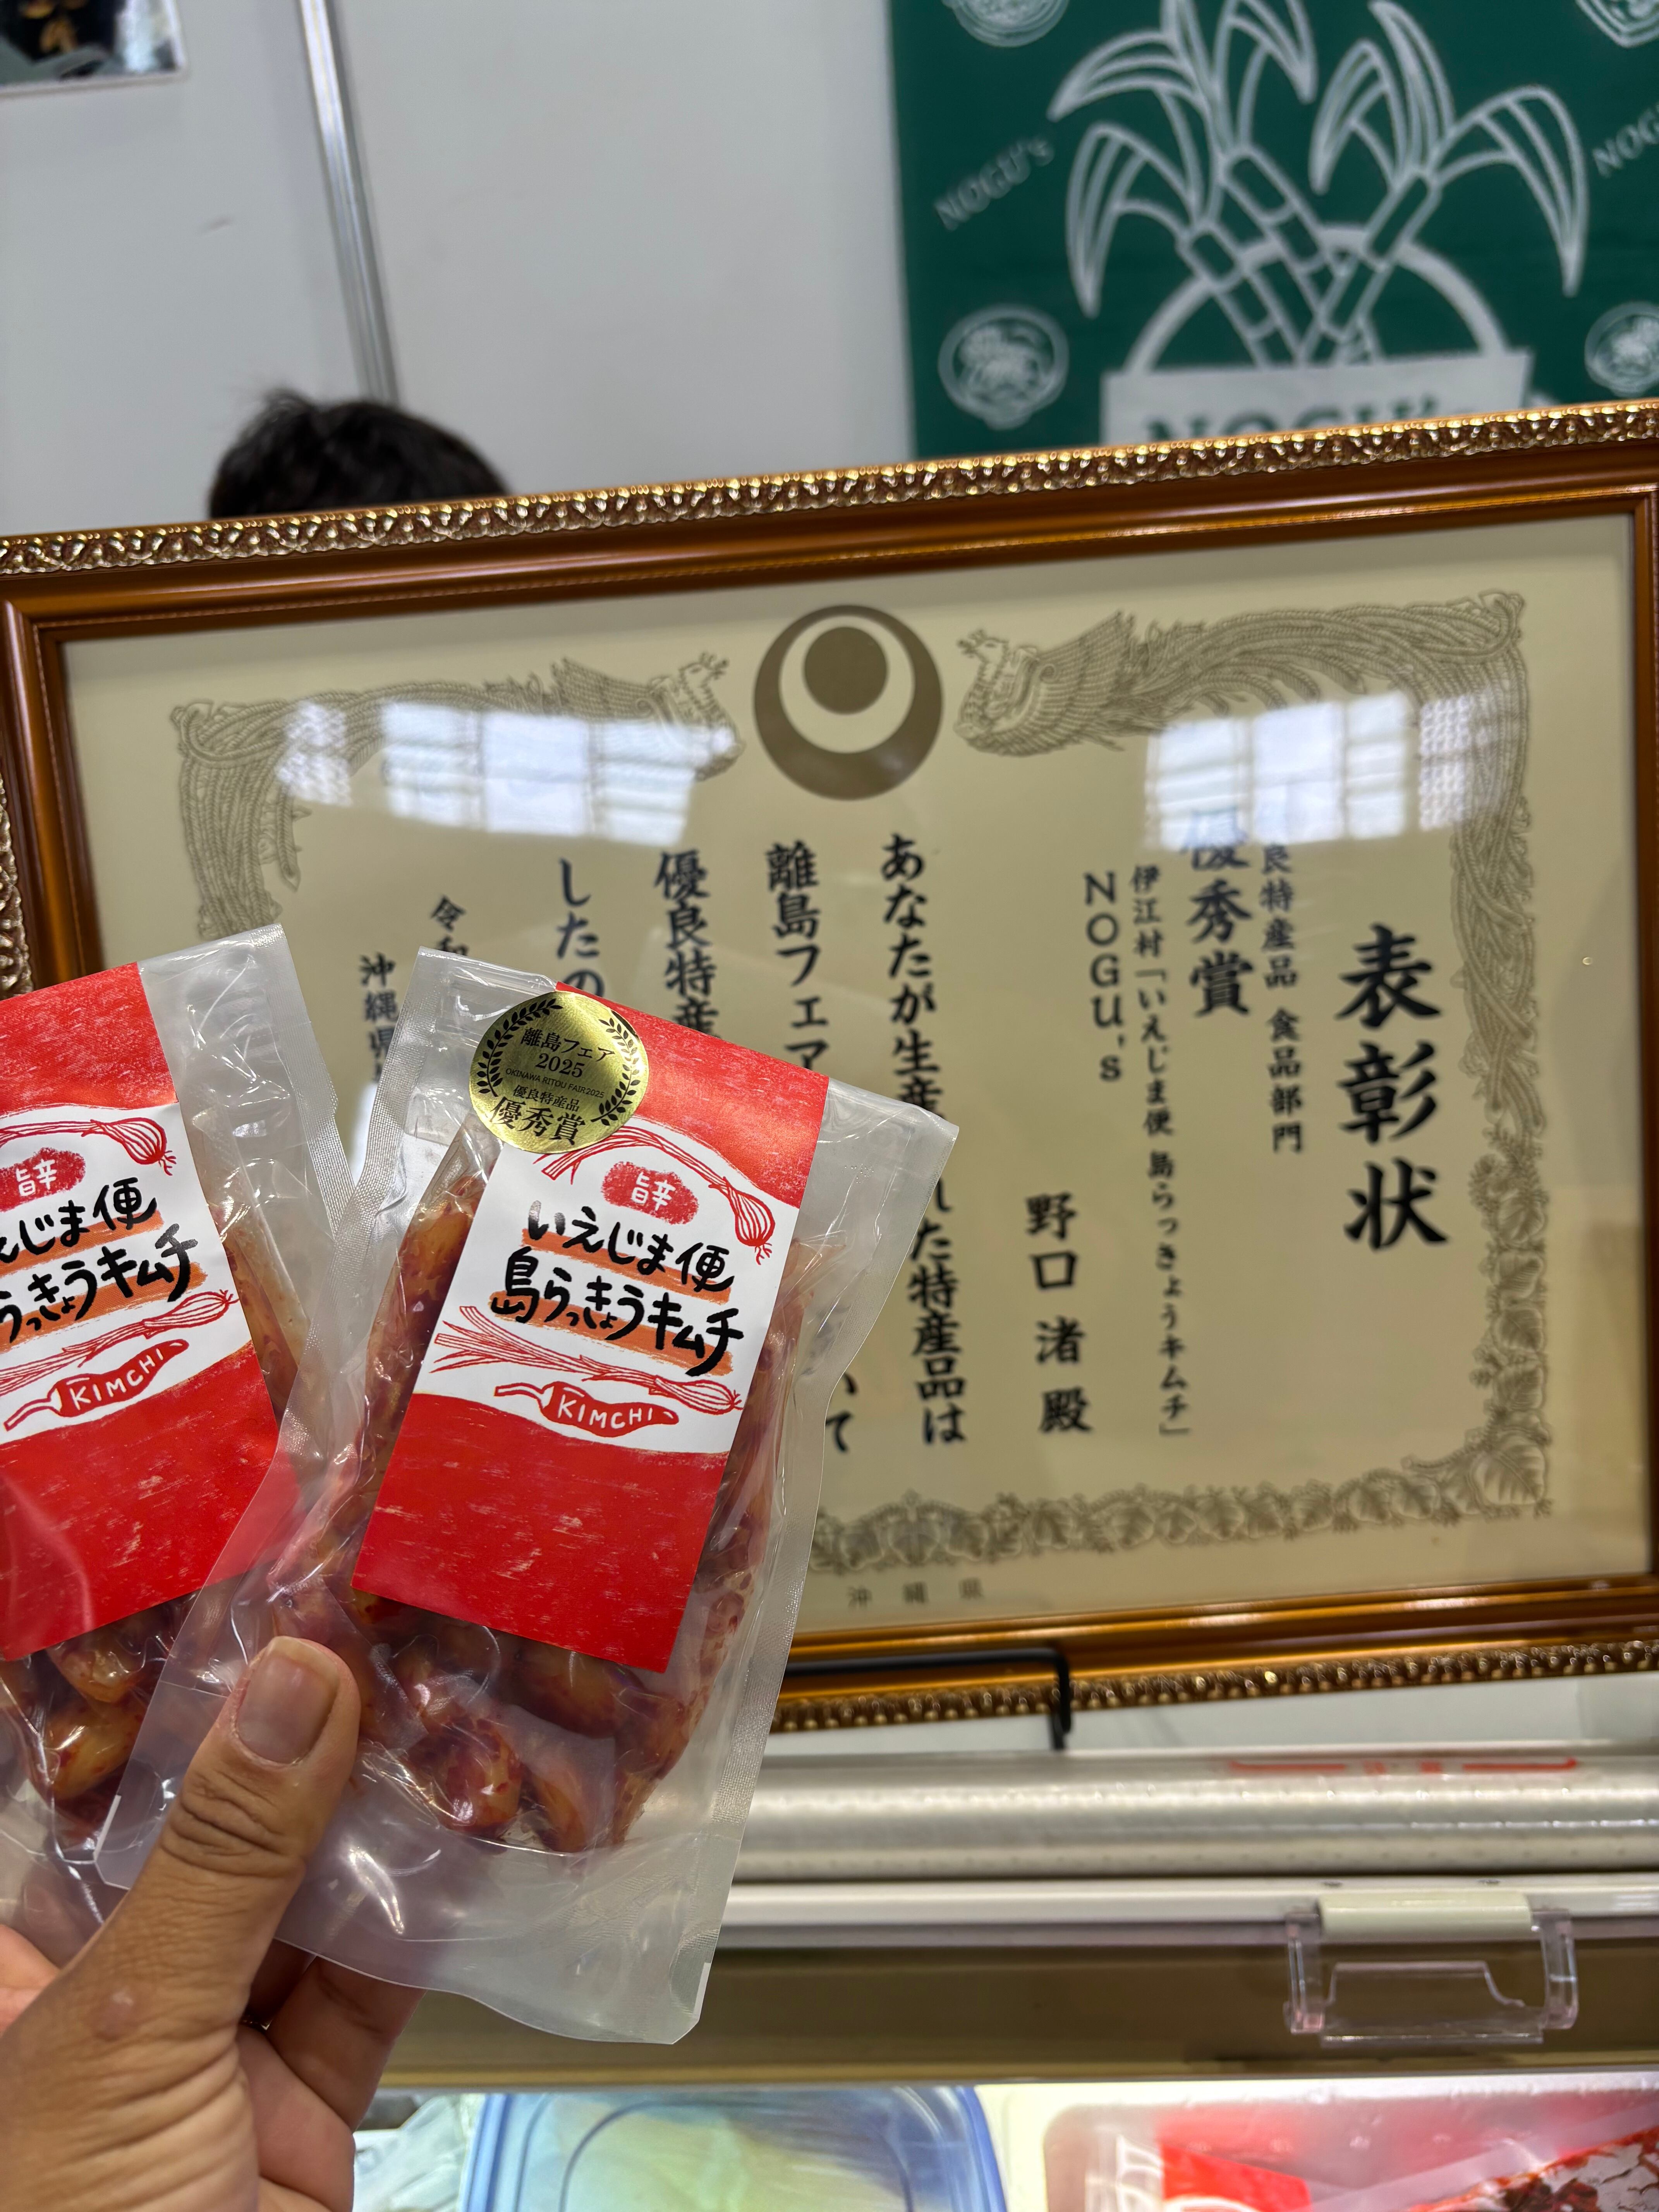 NOGU's
表彰状
良特産品 食品部門
優秀賞
伊江村「いえじま便 島らっきょうキムチ」
NOGU's
野口 渚 殿
あなたが生産
た特産品は
離島フェア
て
優良特産
したの
令和
沖縄県
沖縄県
離島フェア
2025
OKINAWA RITOU FAIR2025
優良特産品
優秀賞
旨辛
いえじま便
島らっきょうキムチ
KIMCHI
旨辛
えじま便
らっきょうキムチ
KIMCHI